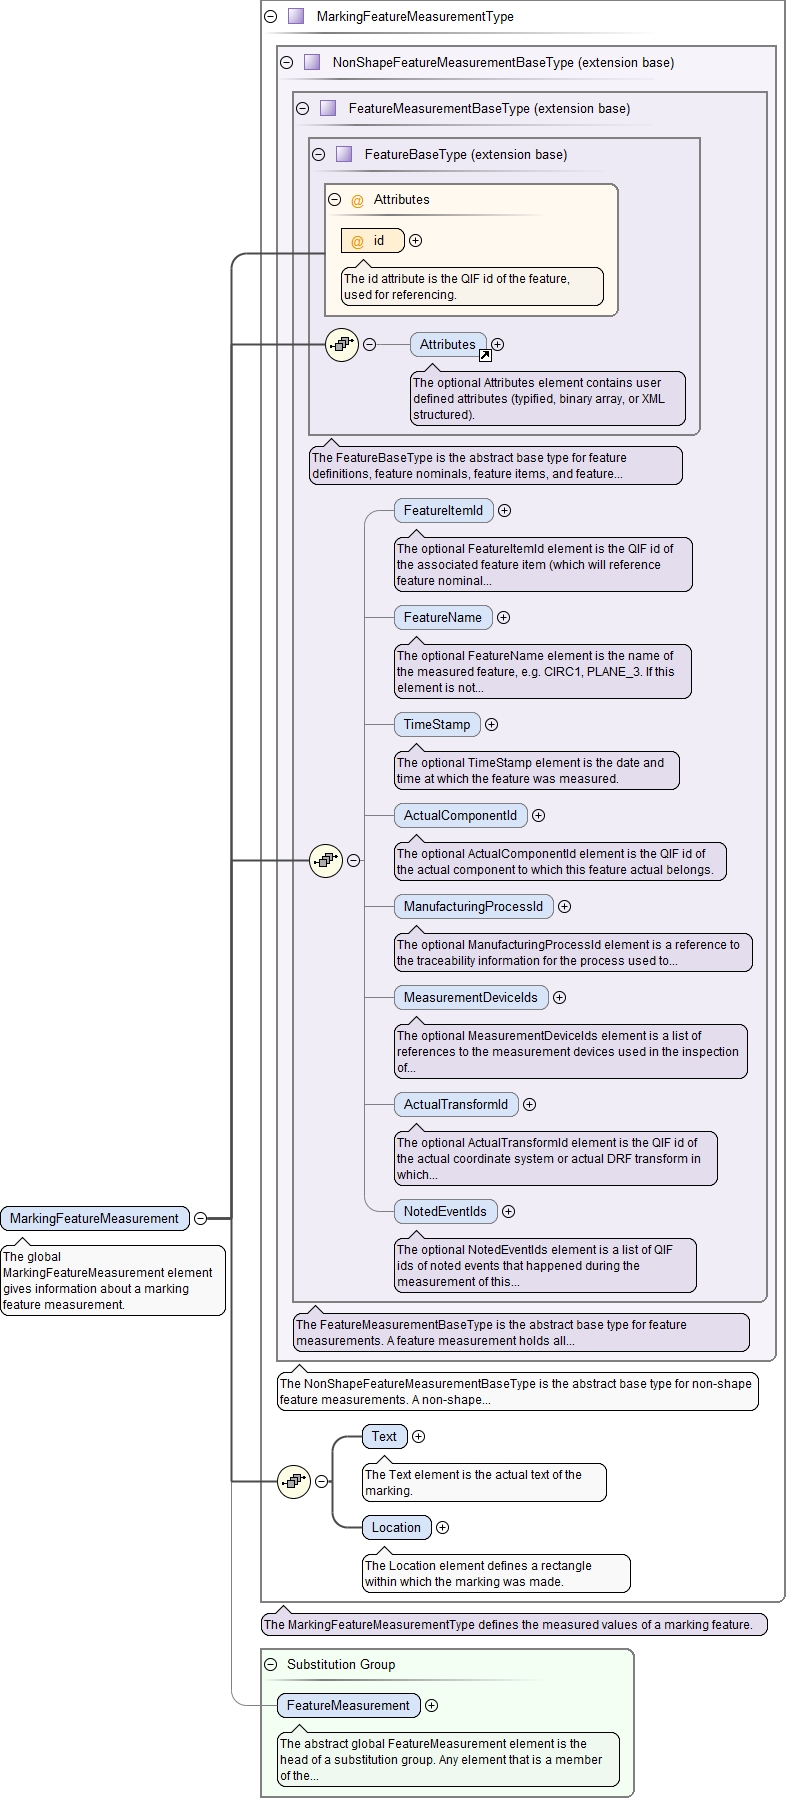 MarkingFeatureMeasurementType
NonShapeFeatureMeasurementBaseType (extension base)
FeatureMeasurementBaseType (extension base)
FeatureBaseType (extension base)
@ Attributes
@ id
The id attribute is the QIF id of the feature,
used for referencing.
Attributes
The optional Attributes element contains user
defined attributes (typified, binary array, or XML
structured).
The FeatureBaseType is the abstract base type for feature
definitions, feature nominals, feature items, and feature...
FeatureItemId
The optional FeatureItemId element is the QIF id of
the associated feature item (which will reference
feature nominal...
FeatureName
The optional FeatureName element is the name of
the measured feature, e.g. CIRC1, PLANE_3. If this
element is not...
TimeStamp
The optional TimeStamp element is the date and
time at which the feature was measured.
ActualComponentId
The optional ActualComponentId element is the QIF id of
the actual component to which this feature actual belongs.
ManufacturingProcessId
The optional ManufacturingProcessId element is a reference to
the traceability information for the process used to...
MeasurementDeviceIds
The optional MeasurementDeviceIds element is a list of
references to the measurement devices used in the inspection
of...
ActualTransformId
The optional ActualTransformId element is the QIF id of
the actual coordinate system or actual DRF transform in
which...
NotedEventIds
The optional NotedEventIds element is a list of QIF
ids of noted events that happened during the
measurement of this...
MarkingFeatureMeasurement
The global
MarkingFeatureMeasurement element
gives information about a marking
feature measurement.
The FeatureMeasurementBaseType is the abstract base type for feature
measurements. A feature measurement holds all...
The NonShapeFeatureMeasurementBaseType is the abstract base type for non-shape
feature measurements. A non-shape...
Text
The Text element is the actual text of the
marking.
Location
The Location element defines a rectangle
within which the marking was made.
The MarkingFeatureMeasurementType defines the measured values of a marking feature.
Substitution Group
FeatureMeasurement
The abstract global FeatureMeasurement element is the
head of a substitution group. Any element that is a member
of the...